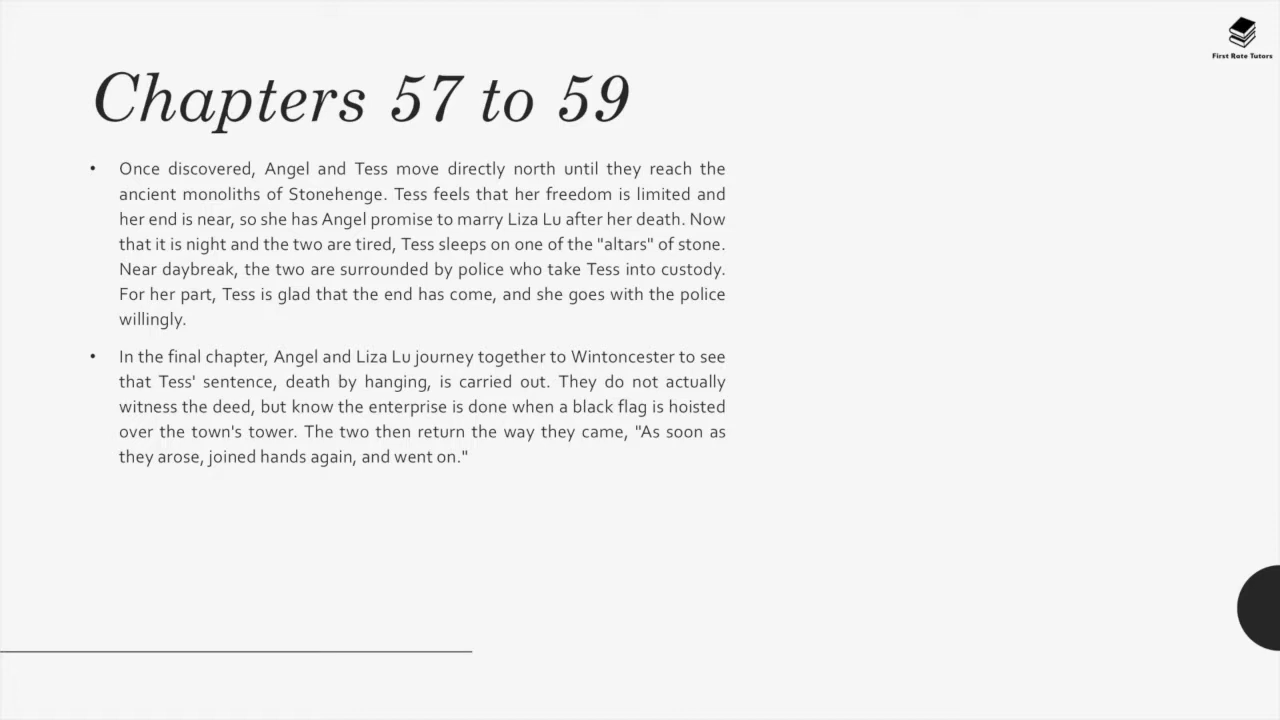 First Rate Tutors
Chapters 57 to 59
• Once discovered, Angel and Tess move directly north until they reach the
ancient monoliths of Stonehenge. Tess feels that her freedom is limited and
her end is near, so she has Angel promise to marry Liza Lu after her death. Now
that it is night and the two are tired, Tess sleeps on one of the "altars" of stone.
Near daybreak, the two are surrounded by police who take Tess into custody.
For her part, Tess is glad that the end has come, and she goes with the police
willingly.
• In the final chapter, Angel and Liza Lu journey together to Wintoncester to see
that Tess' sentence, death by hanging, is carried out. They do not actually
witness the deed, but know the enterprise is done when a black flag is hoisted
over the town's tower. The two then return the way they came, "As soon as
they arose, joined hands again, and went on."